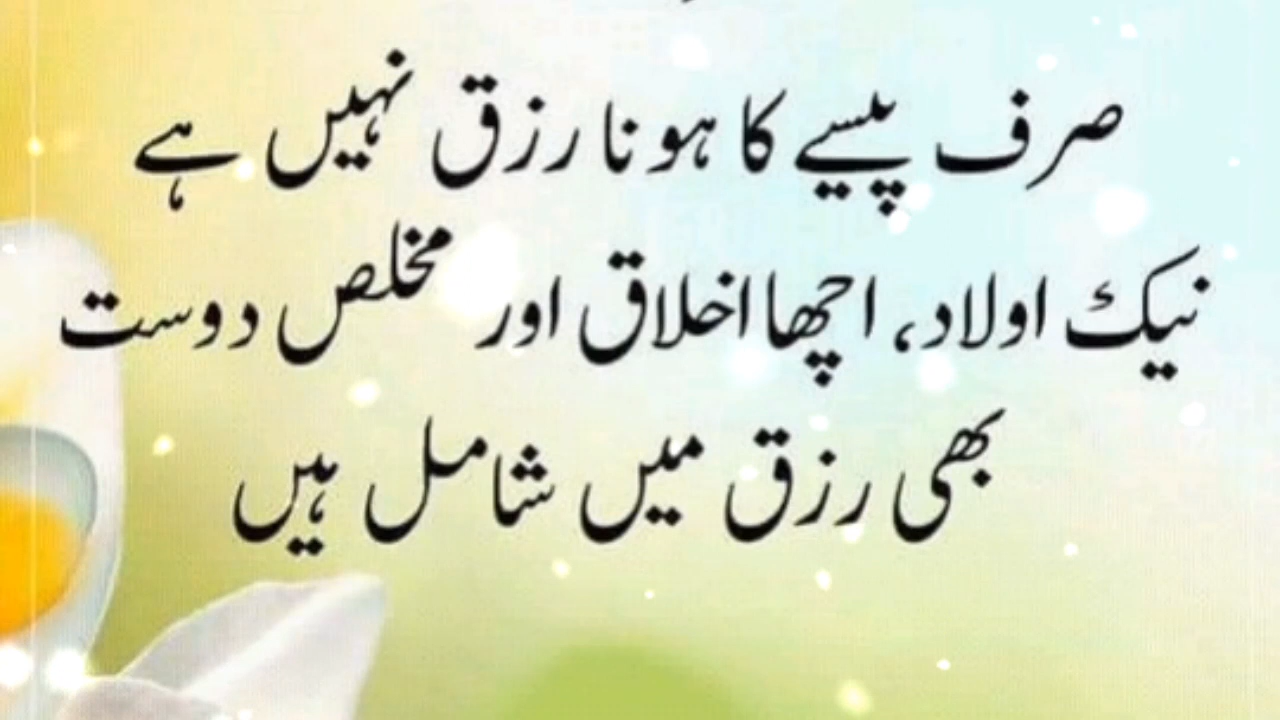 صرف پیسے کا ہونا رزق نہیں ہے
نیک اولاد، اچھا اخلاق اور مخلص دوست
بھی رزق میں شامل ہیں